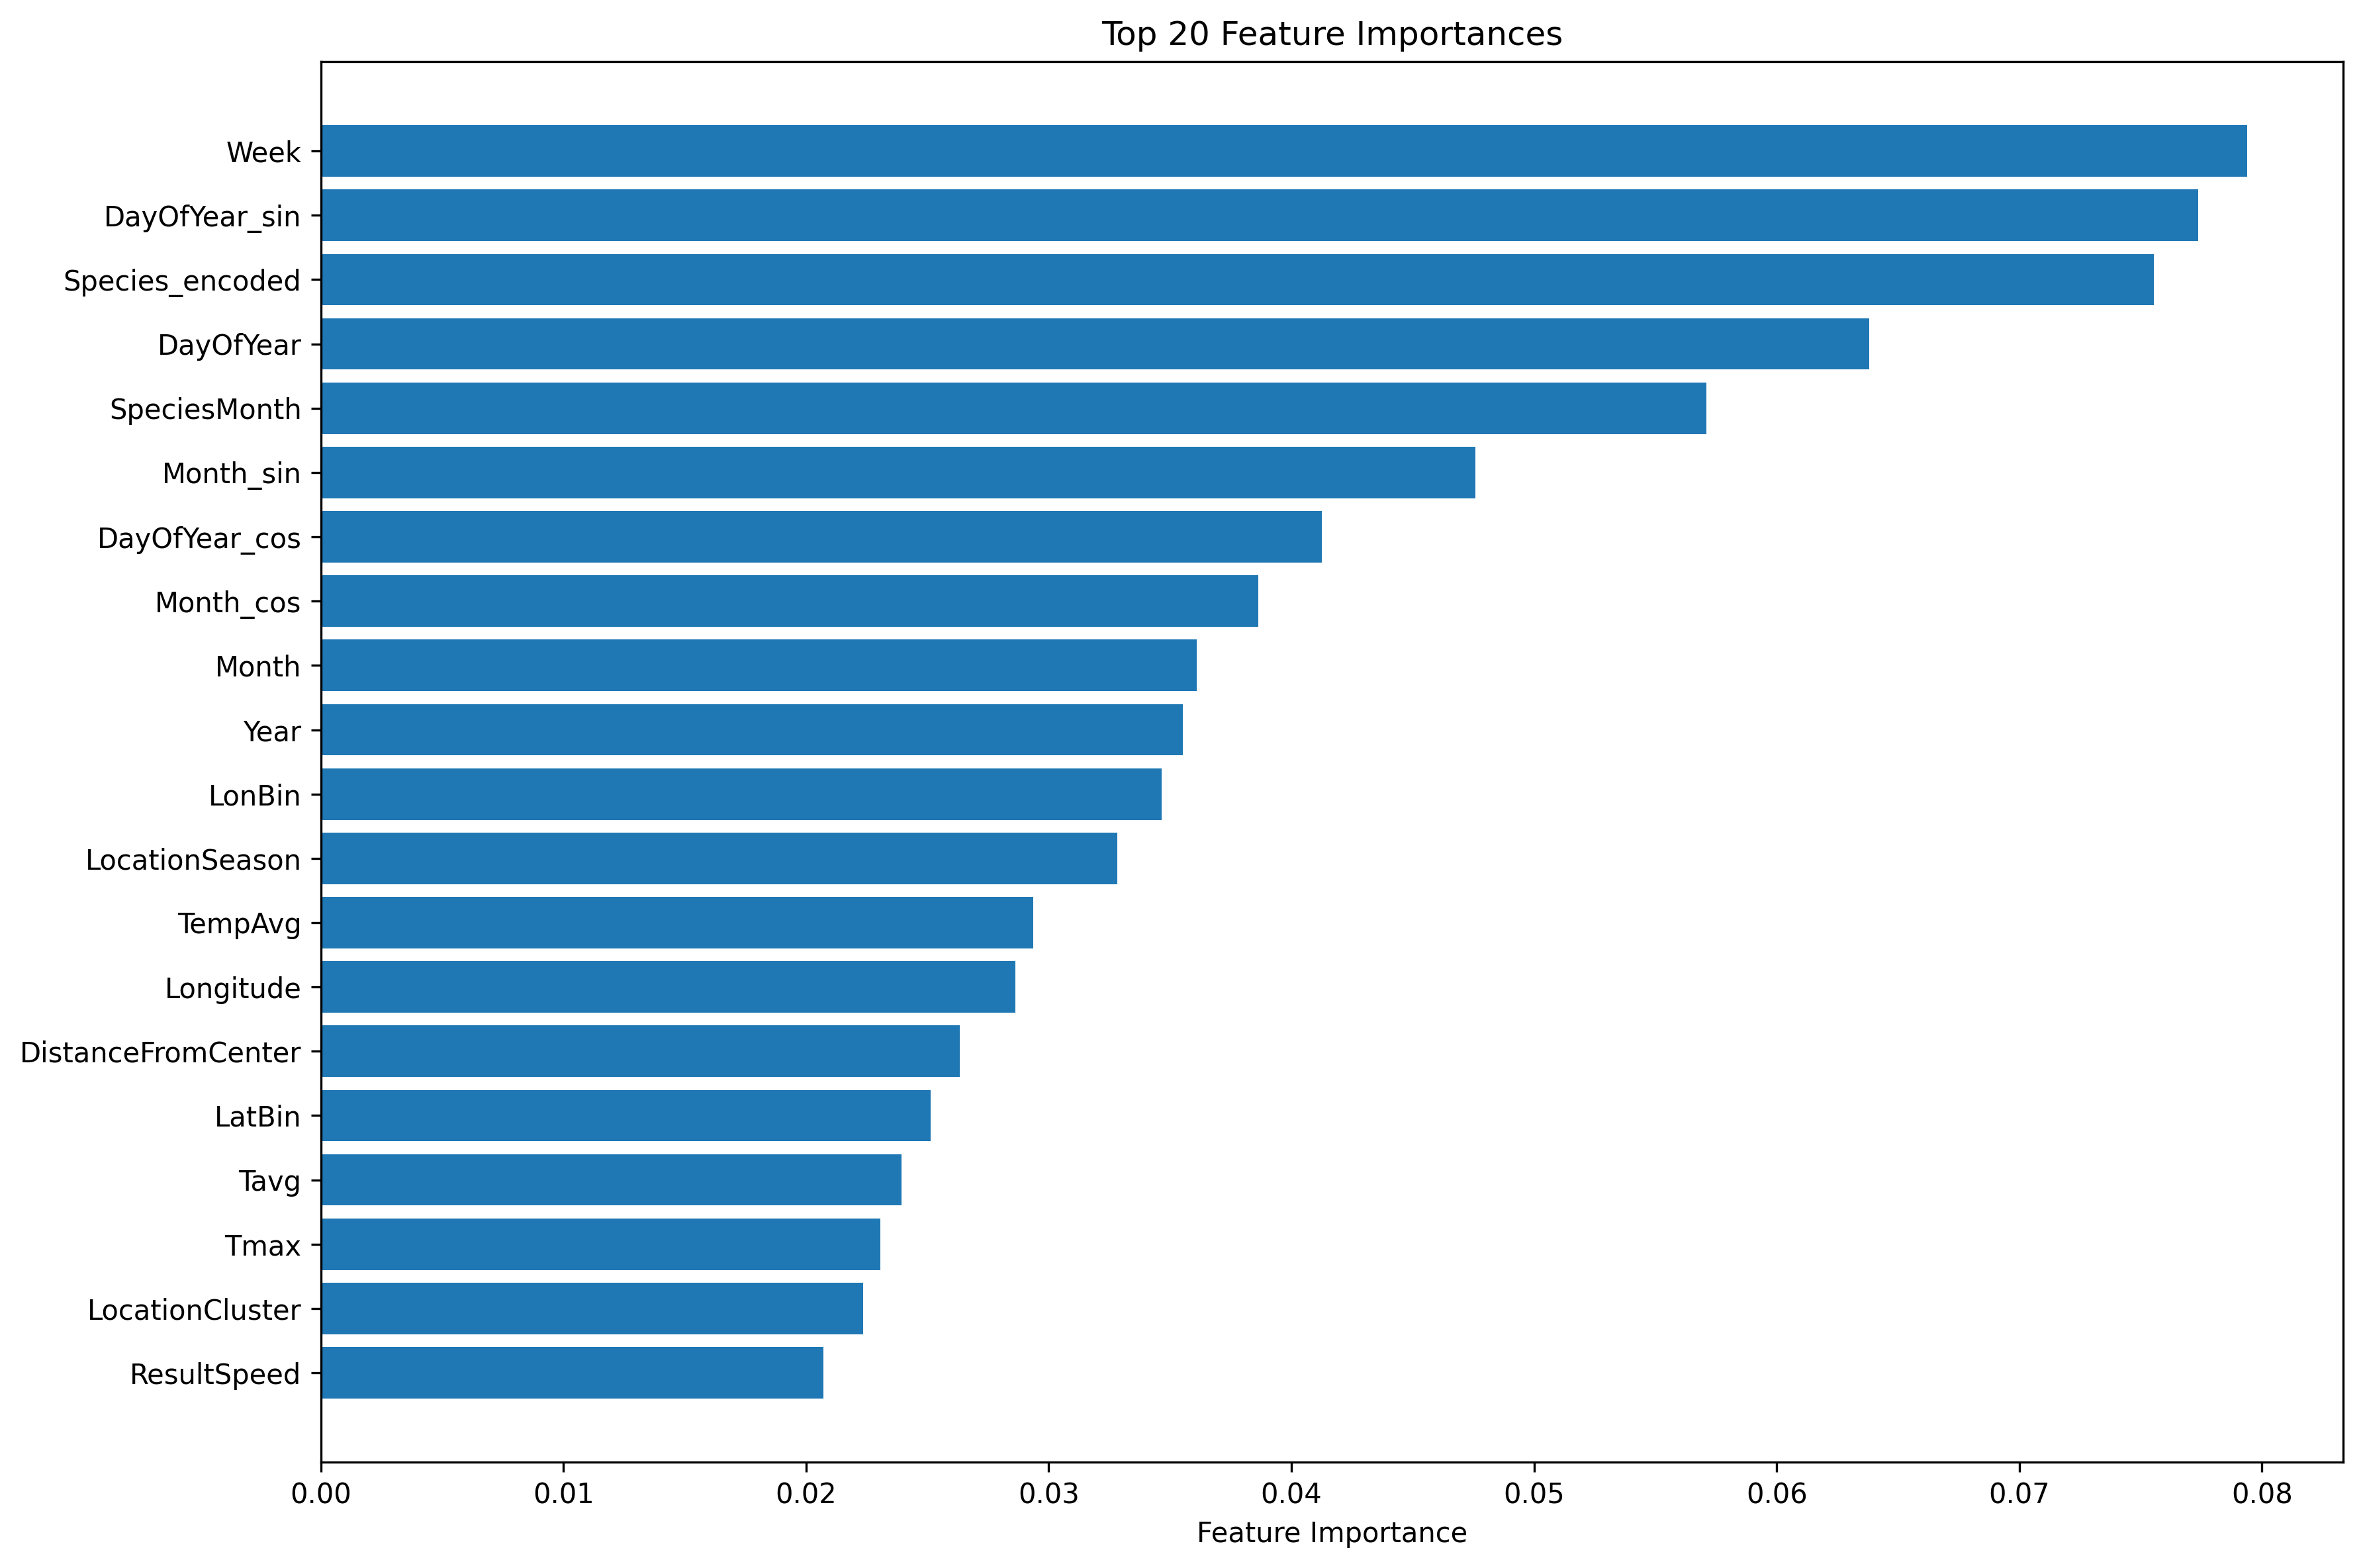 Top 20 Feature Importances
Week
DayOfYear_sin
Species_encoded
DayOfYear
SpeciesMonth
Month_sin
DayOfYear_cos
Month_cos
Month
Year
LonBin
LocationSeason
TempAvg
Longitude
DistanceFromCenter
LatBin
Tavg
Tmax
LocationCluster
ResultSpeed
0.00 0.01 0.02 0.03 0.04 0.05 0.06 0.07 0.08
Feature Importance